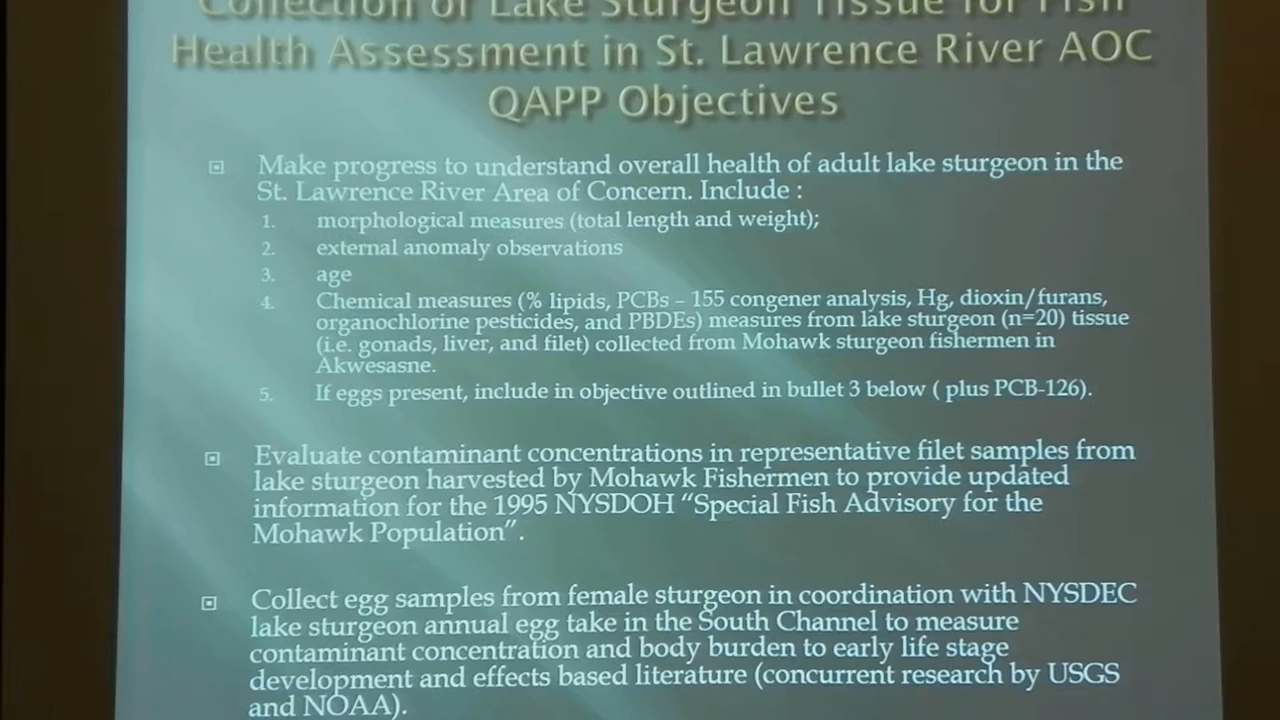 Collection of Lake Sturgeon Tissue for Fish
Health Assessment in St. Lawrence River AOC
QAPP Objectives
Make progress to understand overall health of adult lake sturgeon in the
St. Lawrence River Area of Concern. Include :
1. morphological measures (total length and weight);
2. external anomaly observations
3. age
4. Chemical measures (% lipids, PCBs – 155 congener analysis, Hg, dioxin/furans,
organochlorine pesticides, and PBDEs) measures from lake sturgeon (n=20) tissue
(i.e. gonads, liver, and filet) collected from Mohawk sturgeon fishermen in
Akwesasne.
5. If eggs present, include in objective outlined in bullet 3 below ( plus PCB-126).
Evaluate contaminant concentrations in representative filet samples from
lake sturgeon harvested by Mohawk Fishermen to provide updated
information for the 1995 NYSDOH “Special Fish Advisory for the
Mohawk Population”.
Collect egg samples from female sturgeon in coordination with NYSDEC
lake sturgeon annual egg take in the South Channel to measure
contaminant concentration and body burden to early life stage
development and effects based literature (concurrent research by USGS
and NOAA).